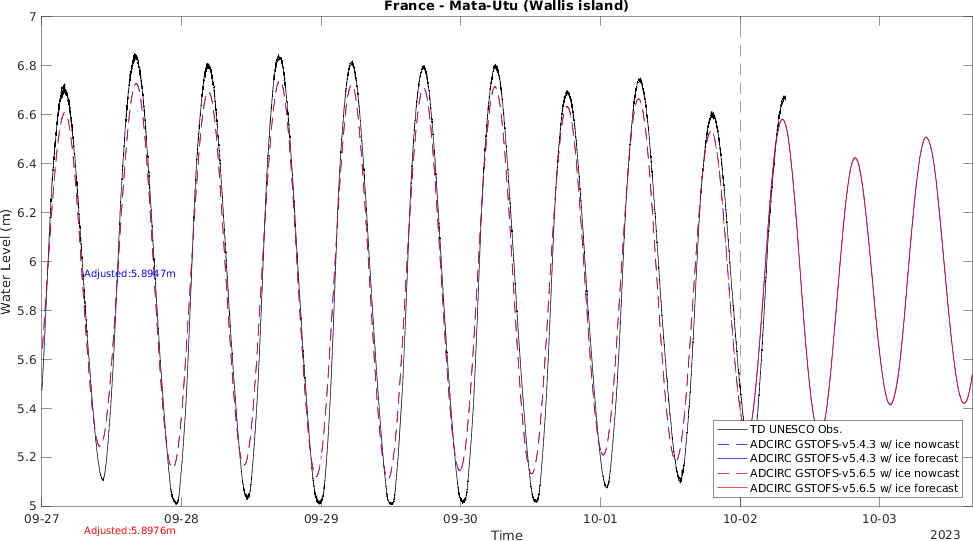 France - Mata-Utu (Wallis island)
7
6.8
6.6
6.4
6.2
6
5.8
5.6
5.4
5.2
5
Water Level (m)
Adjusted:5.8947m
TD UNESCO Obs.
ADCIRC GSTOFS-v5.4.3 w/ ice nowcast
ADCIRC GSTOFS-v5.4.3 w/ ice forecast
ADCIRC GSTOFS-v5.6.5 w/ ice nowcast
ADCIRC GSTOFS-v5.6.5 w/ ice forecast
09-27 09-28 09-29 09-30 10-01 10-02 10-03
Adjusted:5.8976m
Time
2023